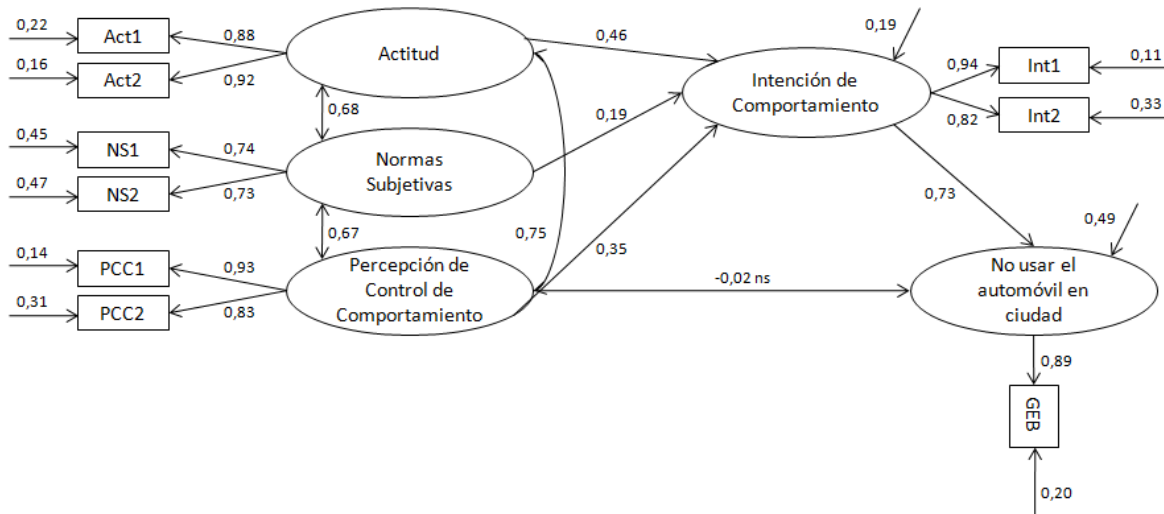 0,22
Act1
0,88
0,16
Act2
0,92
Actitud
0,46
0,19
Intención de
Comportamiento
0,94
Int1
0,11
0,82
Int2
0,33
0,68
0,45
NS1
0,74
0,47
NS2
0,73
Normas
Subjetivas
0,19
0,67
0,75
0,35
0,73
0,49
0,14
PCC1
0,93
0,31
PCC2
0,83
Percepción de
Control de
Comportamiento
-0,02 ns
No usar el
automóvil en
ciudad
0,89
GEB
0,20